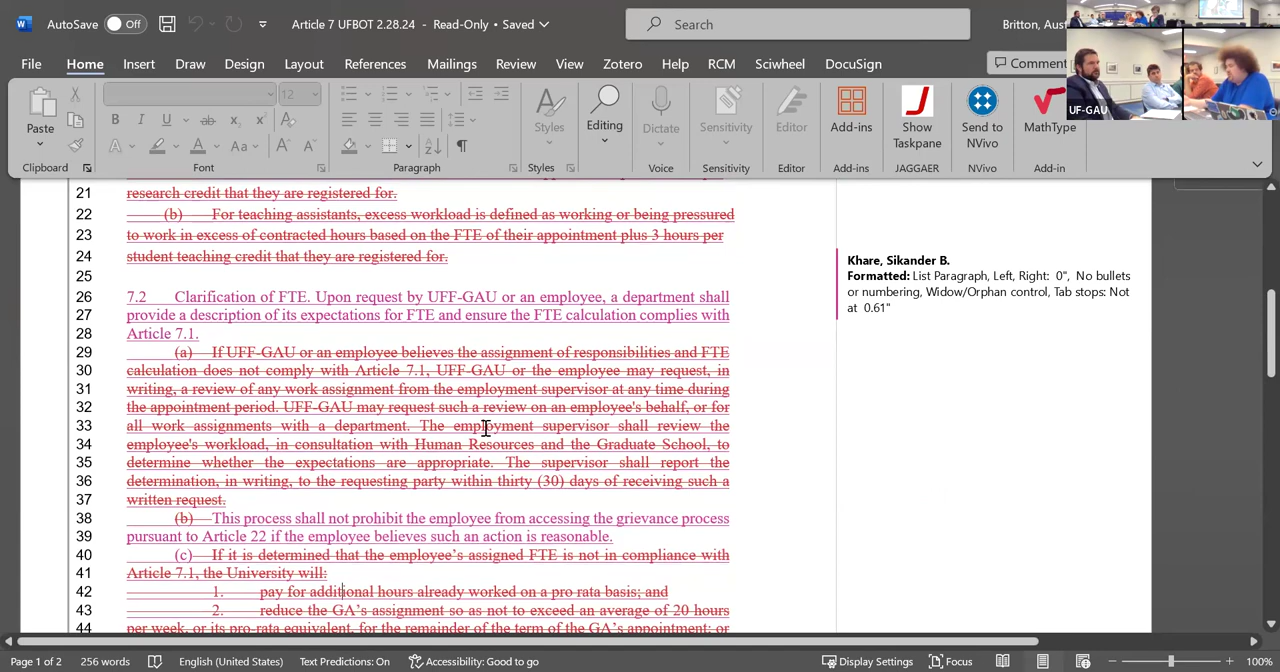 AutoSave Off Article 7 UFBOT 2.28.24 - Read-Only • Saved Search Britton, Aust
File Home Insert Draw Design Layout References Mailings Review View Zotero Help RCM Sciwheel DocuSign Comment
12
Paste B I U ab Styles Editing Dictate Sensitivity Editor Add-ins Show Taskpane Send to NVivo MathType
UF-GAU
Clipboard Font Paragraph Styles Voice Sensitivity Editor Add-ins JAGGAER NVivo Add-in
21 research credit that they are registered for.
22 (b) For teaching assistants, excess workload is defined as working or being pressured
23 to work in excess of contracted hours based on the FTE of their appointment plus 3 hours per
24 student teaching credit that they are registered for.
25
26 7.2 Clarification of FTE. Upon request by UFF-GAU or an employee, a department shall
27 provide a description of its expectations for FTE and ensure the FTE calculation complies with
28 Article 7.1.
29 (a) If UFF-GAU or an employee believes the assignment of responsibilities and FTE
30 calculation does not comply with Article 7.1, UFF-GAU or the employee may request, in
31 writing, a review of any work assignment from the employment supervisor at any time during
32 the appointment period. UFF-GAU may request such a review on an employee's behalf, or for
33 all work assignments with a department. The employment supervisor shall review the
34 employee's workload, in consultation with Human Resources and the Graduate School, to
35 determine whether the expectations are appropriate. The supervisor shall report the
36 determination, in writing, to the requesting party within thirty (30) days of receiving such a
37 written request.
38 (b) This process shall not prohibit the employee from accessing the grievance process
39 pursuant to Article 22 if the employee believes such an action is reasonable.
40 (c) If it is determined that the employee's assigned FTE is not in compliance with
41 Article 7.1, the University will:
42 1. pay for additional hours already worked on a pro rata basis; and
43 2. reduce the GA's assignment so as not to exceed an average of 20 hours
44 per week, or its pro-rata equivalent, for the remainder of the term of the GA's appointment; or
Khare, Sikander B.
Formatted: List Paragraph, Left, Right: 0", No bullets
or numbering, Widow/Orphan control, Tab stops: Not
at 0.61"
Page 1 of 2 256 words English (United States) Text Predictions: On Accessibility: Good to go Display Settings Focus 100%